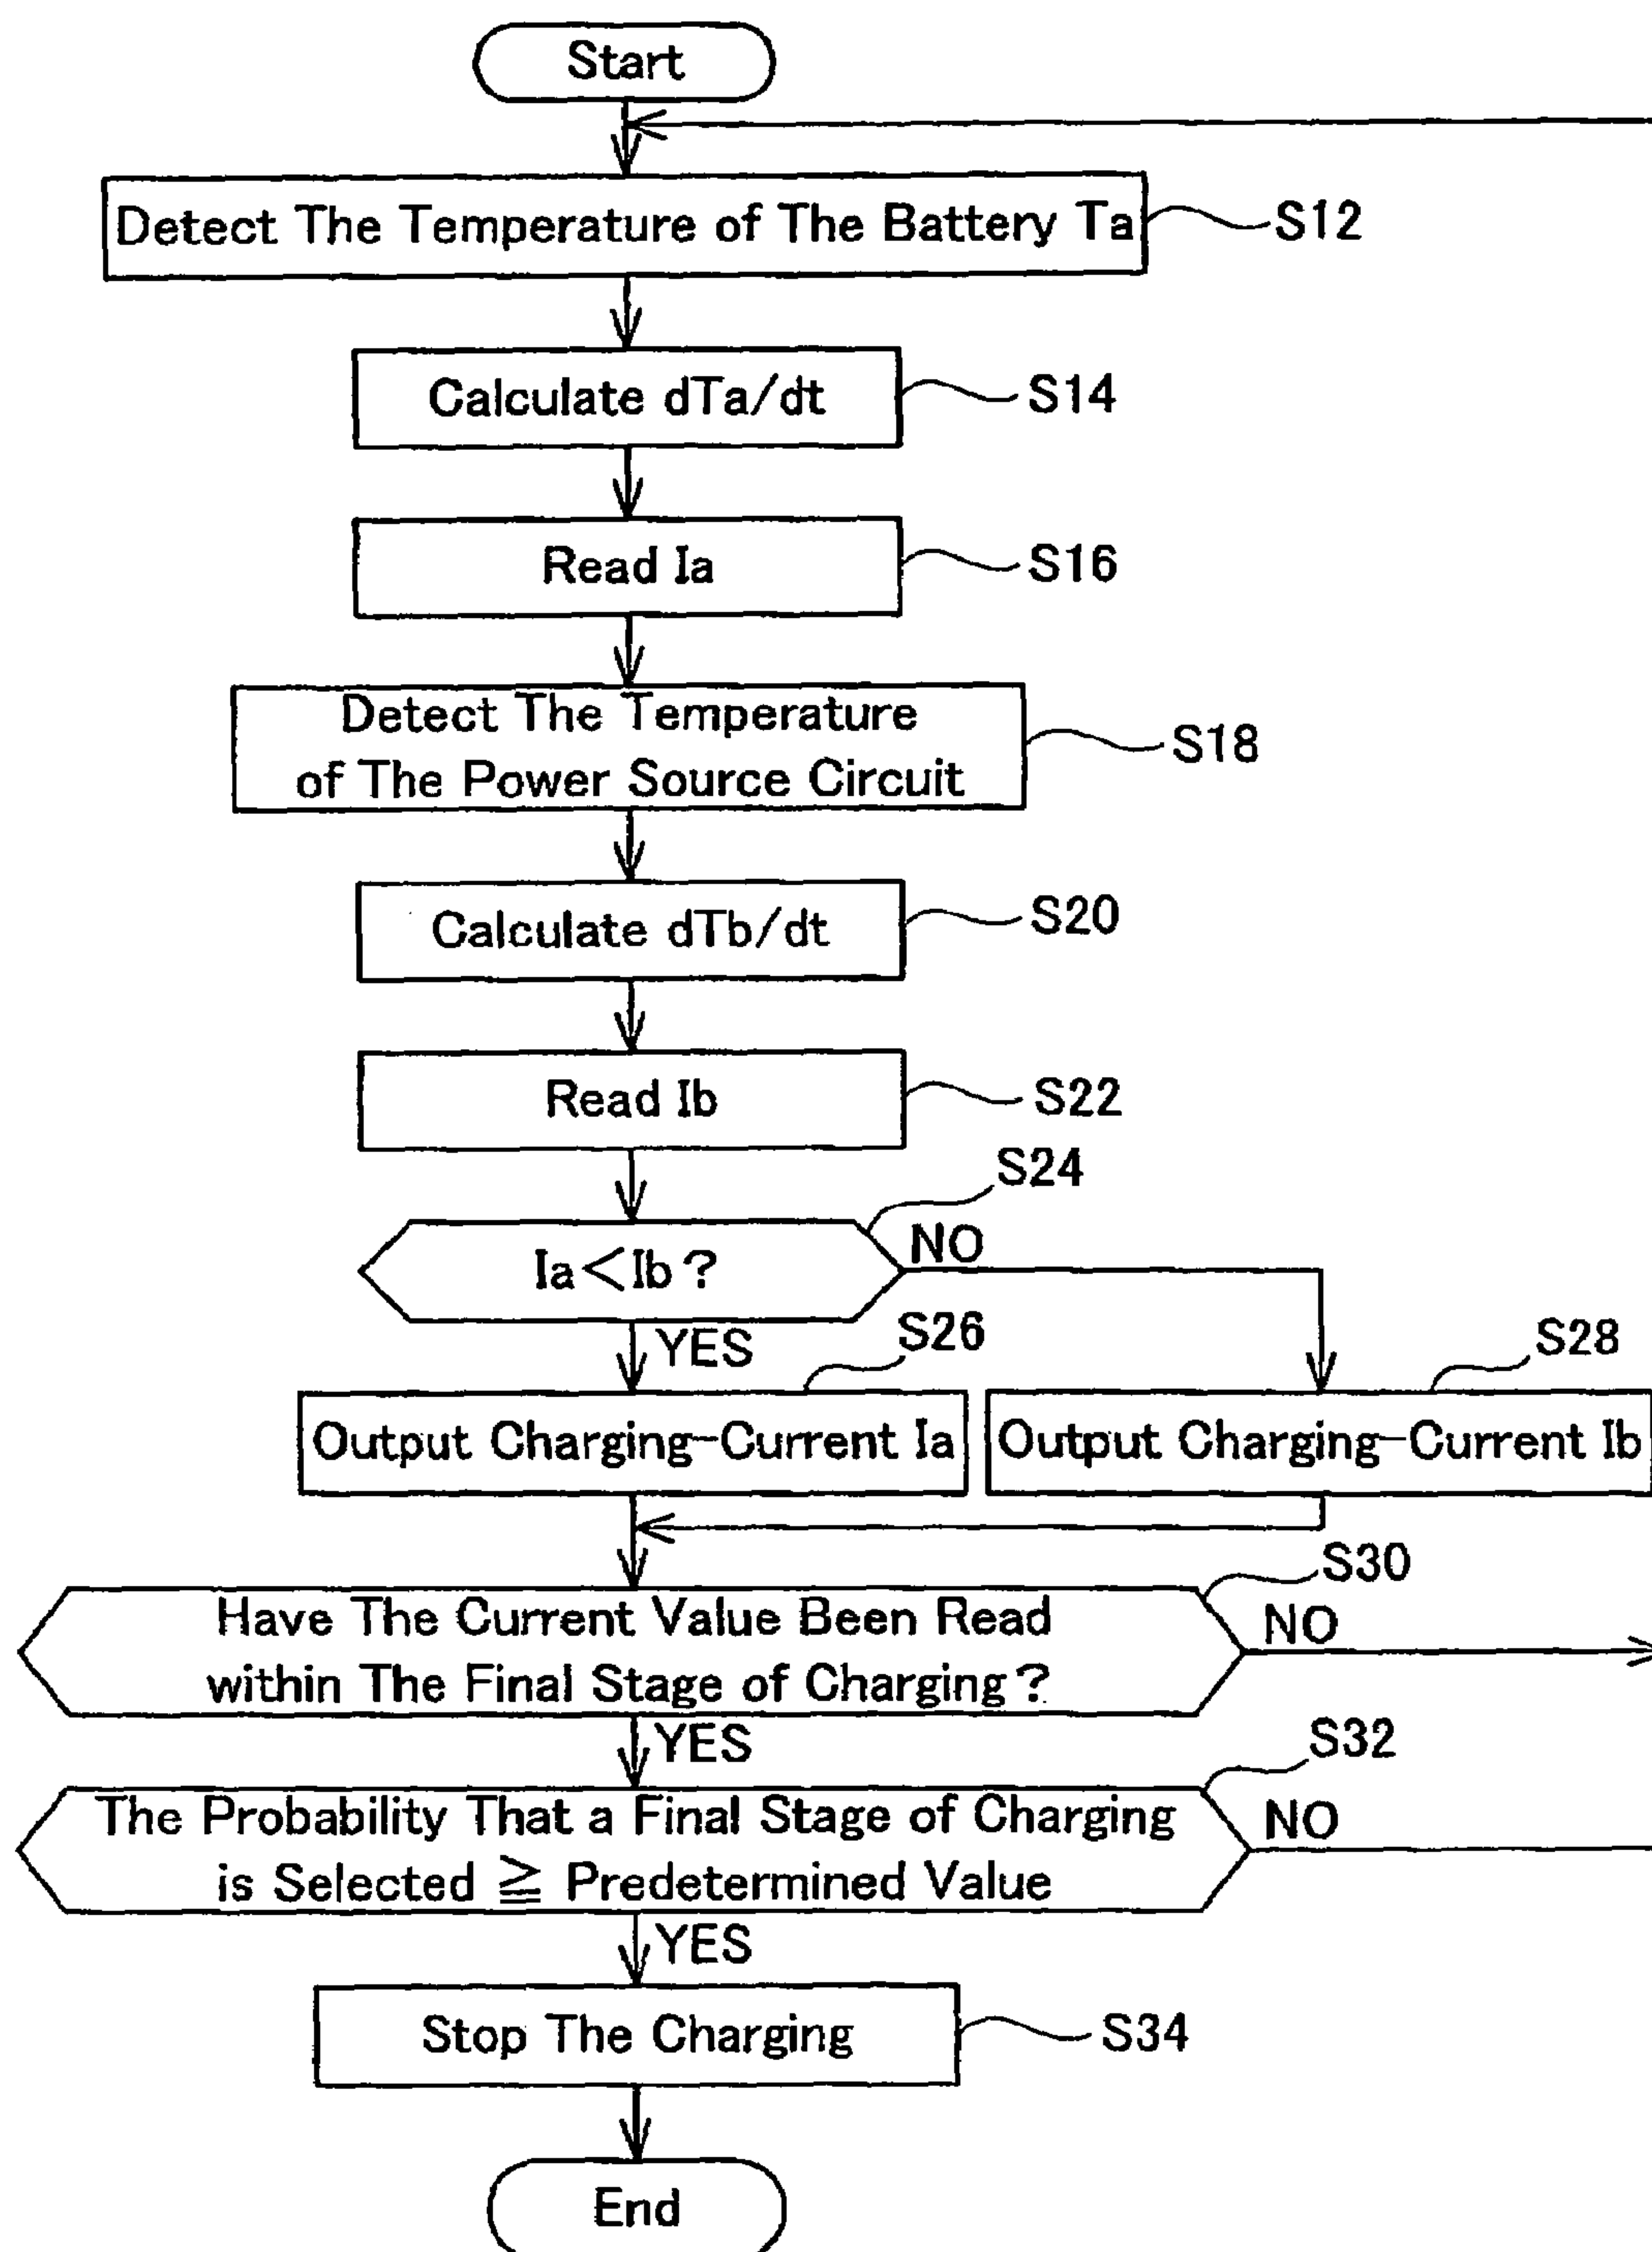 Start
Detect The Temperature of The Battery Ta
S12
Calculate dTa/dt
S14
Read Ia
S16
Detect The Temperature
of The Power Source Circuit
S18
Calculate dTb/dt
S20
Read Ib
S22
S24
Ia<Ib?
NO
YES
S26
S28
Output Charging-Current Ia
Output Charging-Current Ib
S30
Have The Current Value Been Read
within The Final Stage of Charging?
NO
YES
S32
The Probability That a Final Stage of Charging
is Selected ≧ Predetermined Value
NO
YES
Stop The Charging
S34
End